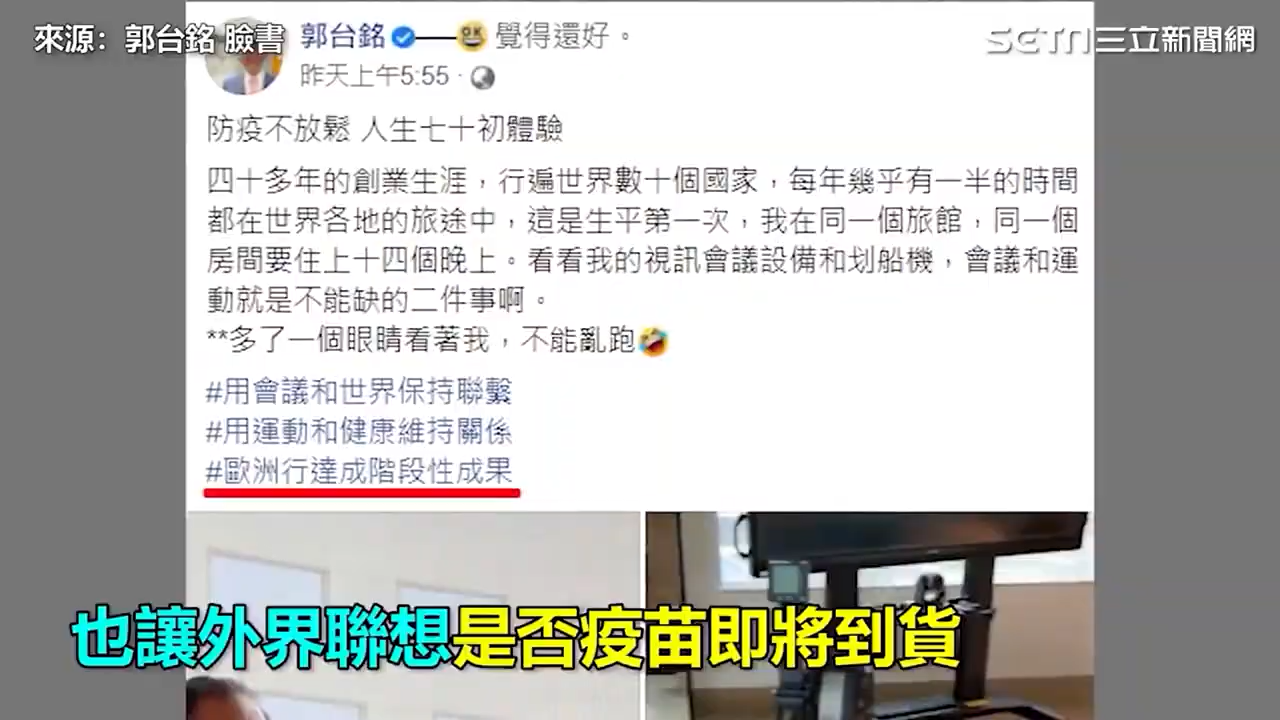 來源：郭台銘 臉書
SETN三立新聞網
郭台銘 — 覺得還好。
昨天上午5:55 ·
防疫不放鬆 人生七十初體驗
四十多年的創業生涯，行遍世界數十個國家，每年幾乎有一半的時間
都在世界各地的旅途中，這是生平第一次，我在同一個旅館，同一個
房間要住上十四個晚上。看看我的視訊會議設備和划船機，會議和運
動就是不能缺的二件事啊。
**多了一個眼睛看著我，不能亂跑🤣
#用會議和世界保持聯繫
#用運動和健康維持關係
#歐洲行達成階段性成果
也讓外界聯想是否疫苗即將到貨